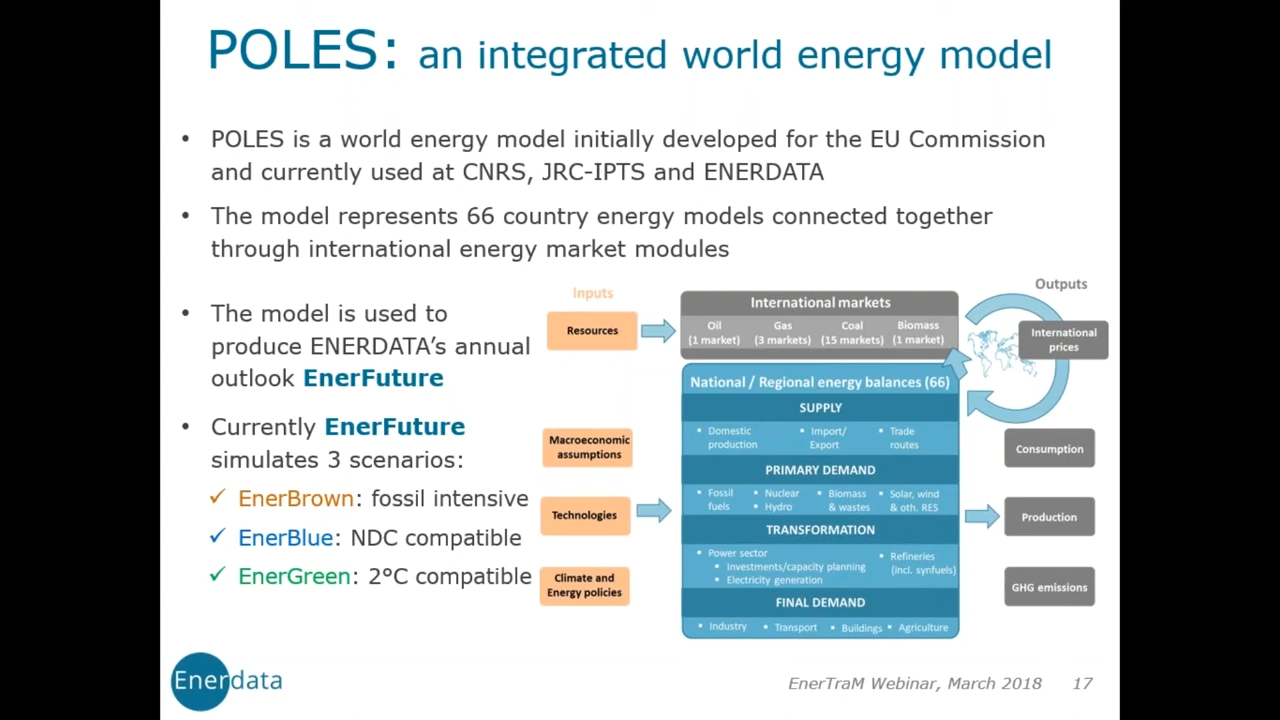 POLES: an integrated world energy model
• POLES is a world energy model initially developed for the EU Commission
and currently used at CNRS, JRC-IPTS and ENERDATA
• The model represents 66 country energy models connected together
through international energy market modules
• The model is used to
produce ENERDATA’s annual
outlook EnerFuture
• Currently EnerFuture
simulates 3 scenarios:
✓ EnerBrown: fossil intensive
✓ EnerBlue: NDC compatible
✓ EnerGreen: 2°C compatible
Inputs
Resources
Macroeconomic
assumptions
Technologies
Climate and
Energy policies
International markets
Oil
(1 market)
Gas
(3 markets)
Coal
(15 markets)
Biomass
(1 market)
National / Regional energy balances (66)
SUPPLY
▪ Domestic
production
▪ Import/
Export
▪ Trade
routes
PRIMARY DEMAND
▪ Fossil
fuels
▪ Nuclear
▪ Hydro
▪ Biomass
& wastes
▪ Solar, wind
& oth. RES
TRANSFORMATION
▪ Power sector
▪ Investments/capacity planning
▪ Electricity generation
▪ Refineries
(incl. synfuels)
FINAL DEMAND
▪ Industry ▪ Transport ▪ Buildings ▪ Agriculture
Outputs
International
prices
Consumption
Production
GHG emissions
Enerdata
EnerTraM Webinar, March 2018 17